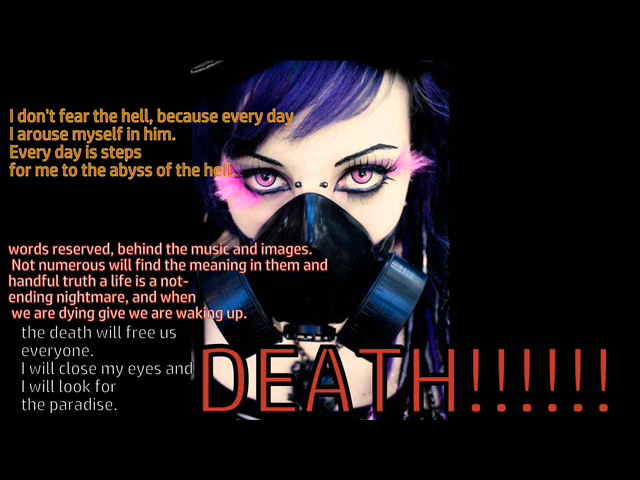 I don't fear the hell, because every day
I arouse myself in him.
Every day is steps
for me to the abyss of the hell.
words reserved, behind the music and images.
Not numerous will find the meaning in them and
handful truth a life is a not-
ending nightmare, and when
we are dying give we are waking up.
the death will free us
everyone.
I will close my eyes and
I will look for
the paradise.
DEATH!!!!!!